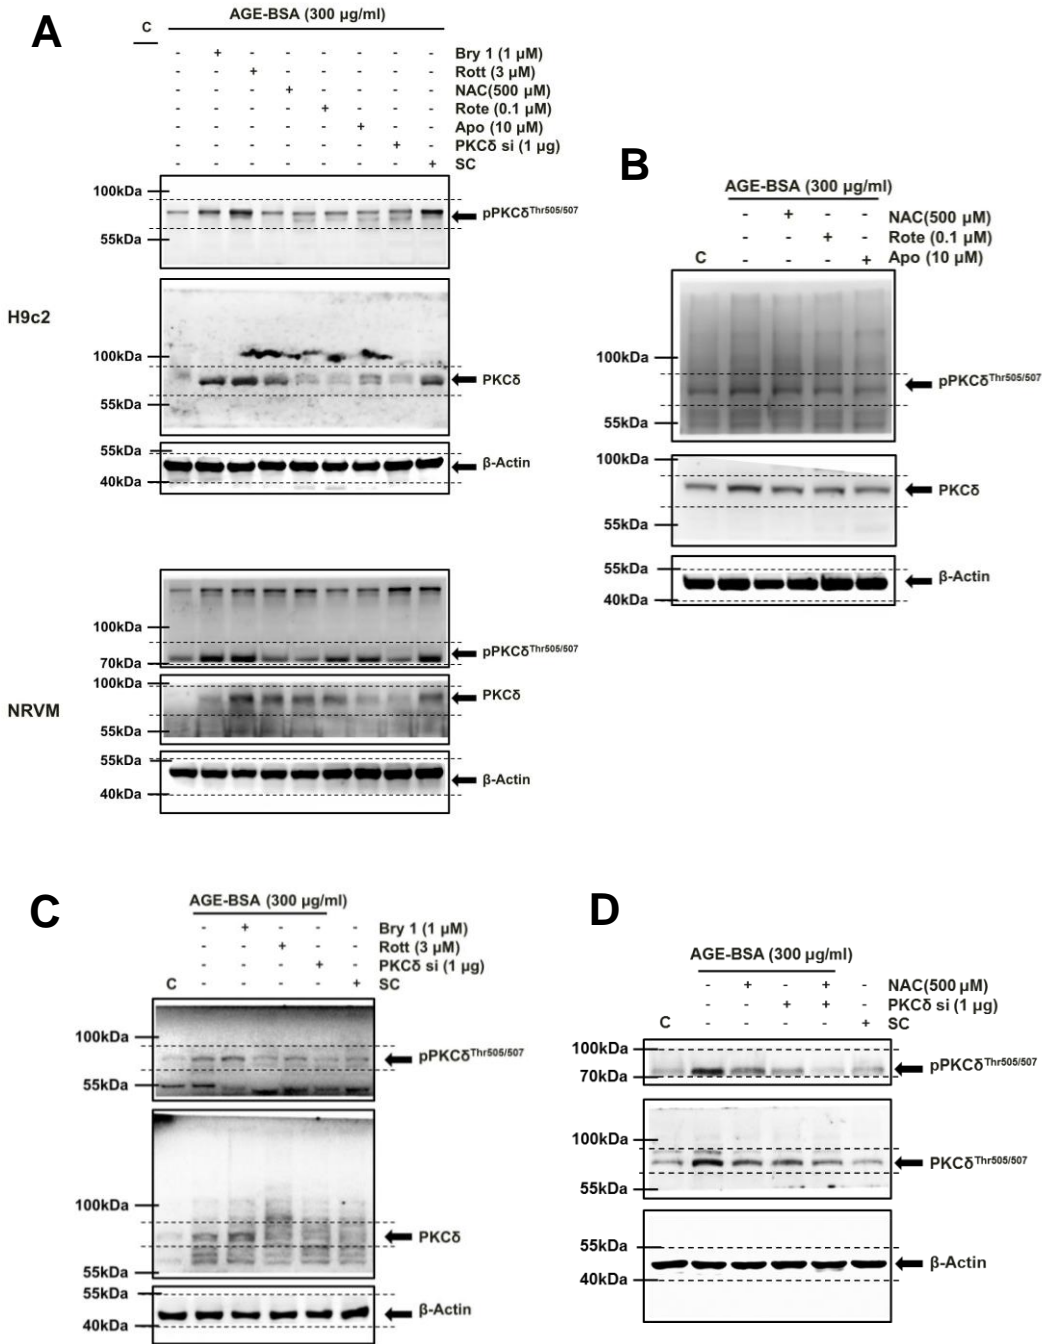 A
C
AGE-BSA (300 µg/ml)
- - - - - - - -
- + - - - - - - Bry 1 (1 µM)
- - + - - - - - Rott (3 µM)
- - - + - - - - NAC(500 µM)
- - - - + - - - Rote (0.1 µM)
- - - - - + - - Apo (10 µM)
- - - - - - + - PKCδ si (1 µg)
- - - - - - - + SC
100kDa
pPKCδThr505/507
55kDa
H9c2
100kDa
PKCδ
55kDa
55kDa
β-Actin
40kDa
100kDa
pPKCδThr505/507
70kDa
100kDa
PKCδ
NRVM
55kDa
55kDa
β-Actin
40kDa
B
AGE-BSA (300 µg/ml)
- + - - NAC(500 µM)
- - + - Rote (0.1 µM)
C - - - + Apo (10 µM)
100kDa
pPKCδThr505/507
55kDa
100kDa
PKCδ
55kDa
55kDa
β-Actin
40kDa
C
AGE-BSA (300 µg/ml)
- + - - - Bry 1 (1 µM)
- - + - - Rott (3 µM)
- - - + - PKCδ si (1 µg)
C - - - - + SC
100kDa
pPKCδThr505/507
55kDa
100kDa
PKCδ
55kDa
55kDa
β-Actin
40kDa
D
AGE-BSA (300 µg/ml)
- + - + - NAC(500 µM)
- - + + - PKCδ si (1 µg)
C - - - - + SC
100kDa
pPKCδThr505/507
70kDa
100kDa
PKCδThr505/507
55kDa
55kDa
β-Actin
40kDa